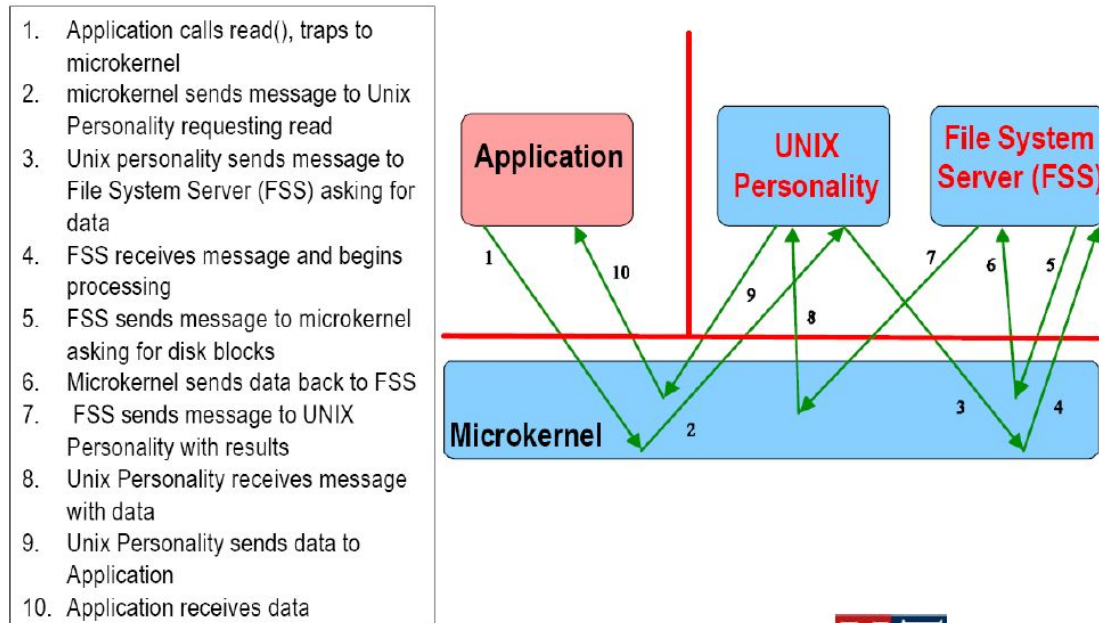 1. Application calls read(), traps to
microkernel
2. microkernel sends message to Unix
Personality requesting read
3. Unix personality sends message to
File System Server (FSS) asking for
data
4. FSS receives message and begins
processing
5. FSS sends message to microkernel
asking for disk blocks
6. Microkernel sends data back to FSS
7. FSS sends message to UNIX
Personality with results
8. Unix Personality receives message
with data
9. Unix Personality sends data to
Application
10. Application receives data
Application
UNIX
Personality
File System
Server (FSS)
1
10
9
8
7
6
5
2
3
4
Microkernel